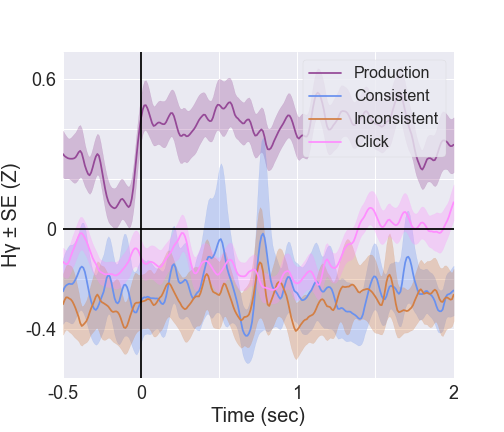 Production
Consistent
Inconsistent
Click
0.6
0
-0.4
Hγ ± SE (Z)
-0.5 0 1 2
Time (sec)